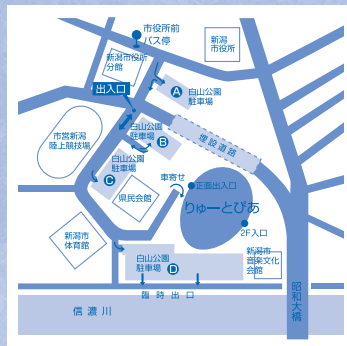 市役所前
バス停
新潟
市役所
新潟市役所
分館
出入口
A
白山公園
駐車場
白山公園
駐車場
B
埋設道路
市営新潟
陸上競技場
白山公園
駐車場
C
車寄せ
正面出入口
県民会館
りゅーとぴあ
2F入口
新潟市
体育館
新潟市
音楽文化
会館
白山公園
駐車場
D
臨時出口
昭和大橋
信濃川